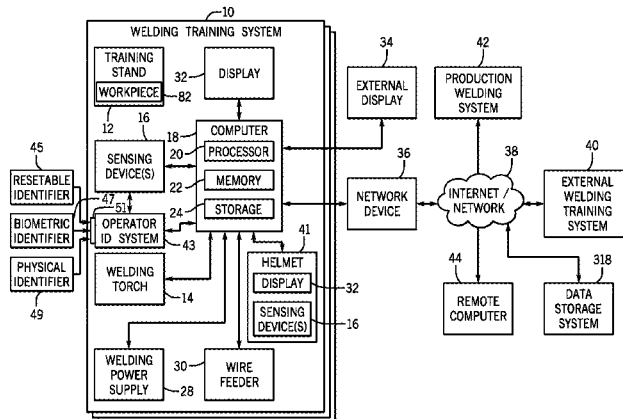 10
WELDING TRAINING SYSTEM
TRAINING
STAND
WORKPIECE
82
12
32
DISPLAY
34
EXTERNAL
DISPLAY
42
PRODUCTION
WELDING
SYSTEM
16
SENSING
DEVICE(S)
18
COMPUTER
20
PROCESSOR
22
MEMORY
24
STORAGE
36
NETWORK
DEVICE
38
INTERNET/
NETWORK
40
EXTERNAL
WELDING
TRAINING
SYSTEM
45
RESETABLE
IDENTIFIER
47
BIOMETRIC
IDENTIFIER
49
PHYSICAL
IDENTIFIER
51
OPERATOR
ID SYSTEM
43
WELDING
TORCH
14
41
HELMET
DISPLAY
32
SENSING
DEVICE(S)
16
44
REMOTE
COMPUTER
318
DATA
STORAGE
SYSTEM
WELDING
POWER
SUPPLY
28
30
WIRE
FEEDER